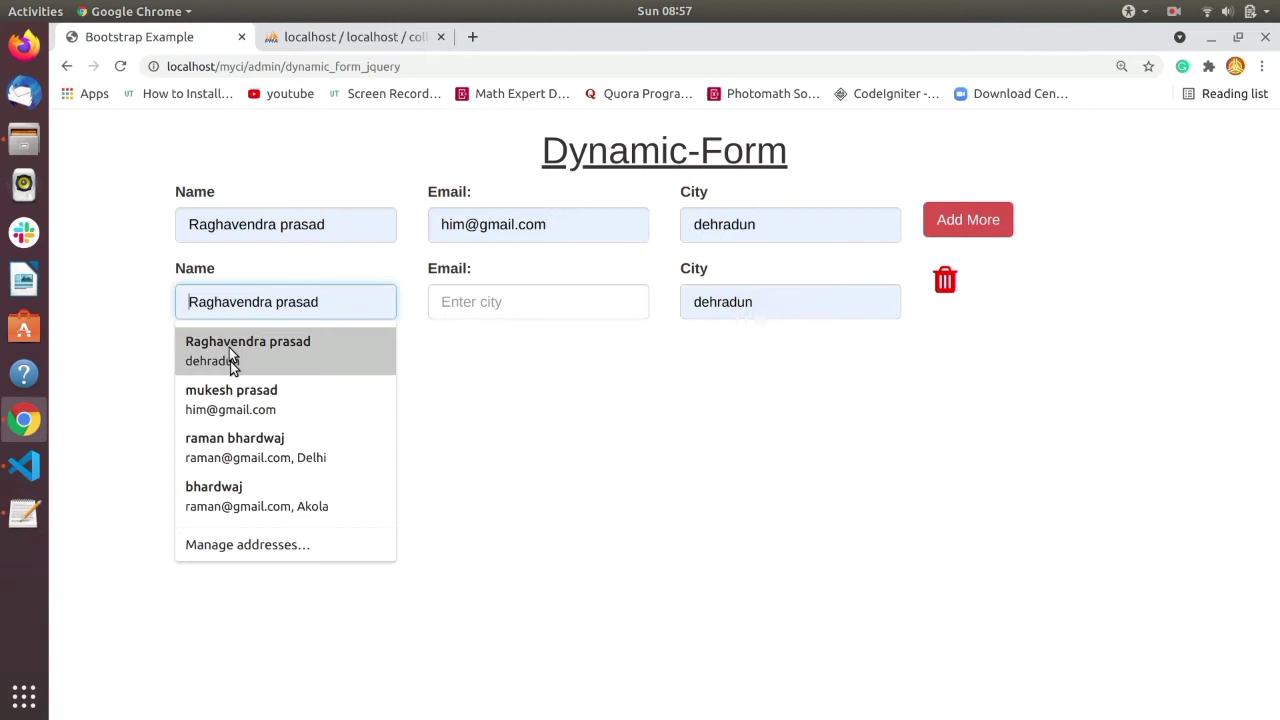 Activities Google Chrome Sun 08:57
Bootstrap Example localhost / localhost / coll
localhost/myci/admin/dynamic_form_jquery
Apps How to Install... youtube Screen Record... Math Expert D... Quora Progra... Photomath So... CodeIgniter -... Download Cen... Reading list
Dynamic-Form
Name Email: City
Raghavendra prasad him@gmail.com dehradun Add More
Name Email: City
Raghavendra prasad Enter city dehradun
Raghavendra prasad
dehradun
mukesh prasad
him@gmail.com
raman bhardwaj
raman@gmail.com, Delhi
bhardwaj
raman@gmail.com, Akola
Manage addresses...